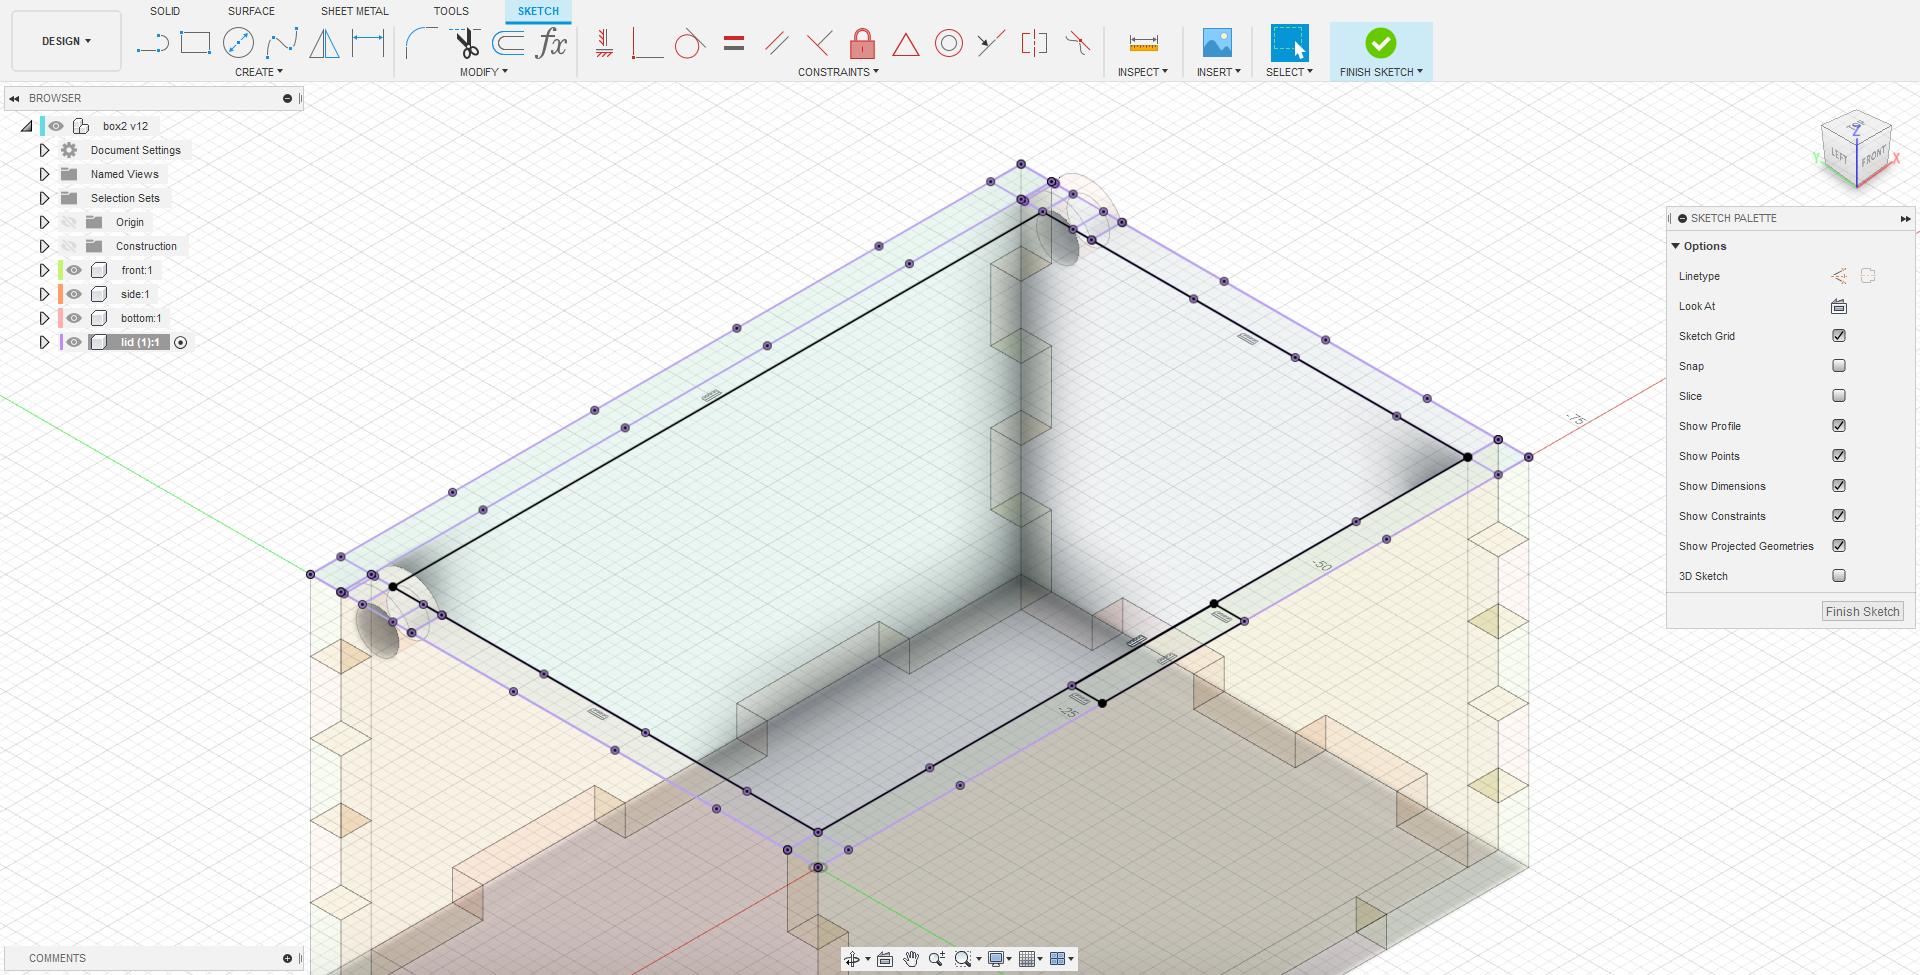 SOLID SURFACE SHEET METAL TOOLS SKETCH
DESIGN
fx
CREATE MODIFY CONSTRAINTS INSPECT INSERT SELECT FINISH SKETCH
BROWSER
box2 v12
Document Settings
Named Views
Selection Sets
Origin
Construction
front:1
side:1
bottom:1
lid (1):1
TOP
Z
LEFT FRONT
Y X
SKETCH PALETTE
Options
Linetype
Look At
Sketch Grid
Snap
Slice
Show Profile
Show Points
Show Dimensions
Show Constraints
Show Projected Geometries
3D Sketch
Finish Sketch
-75
-50
-25
COMMENTS